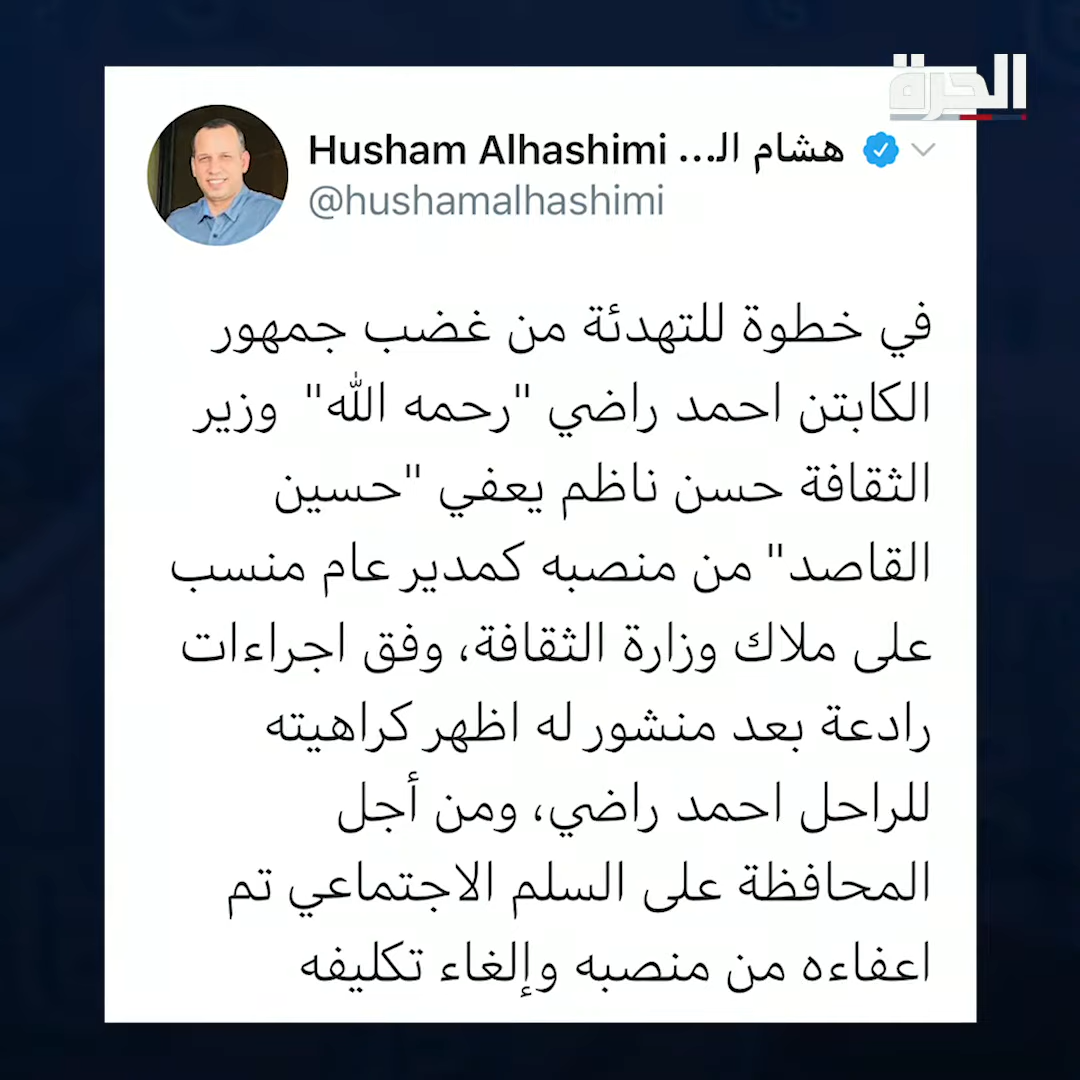 الحرة
Husham Alhashimi هشام الـ...
@hushamalhashimi
في خطوة للتهدئة من غضب جمهور
الكابتن احمد راضي "رحمه الله" وزير
الثقافة حسن ناظم يعفي "حسين
القاصد" من منصبه كمدير عام منسب
على ملاك وزارة الثقافة، وفق اجراءات
رادعة بعد منشور له اظهر كراهيته
للراحل احمد راضي، ومن أجل
المحافظة على السلم الاجتماعي تم
اعفاءه من منصبه وإلغاء تكليفه